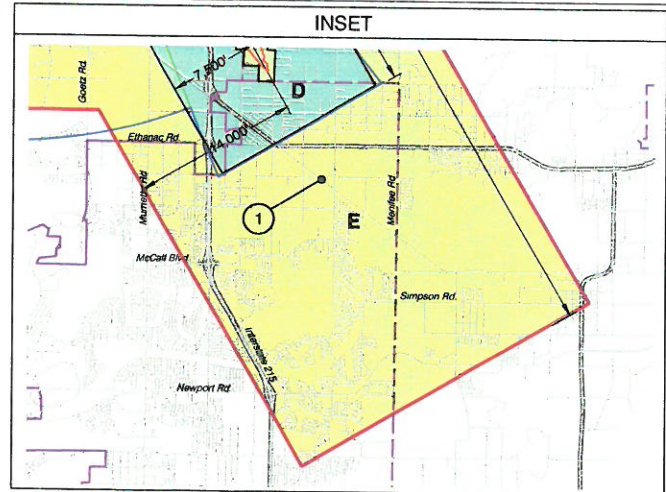 INSET
Goetz Rd.
7,500'
D
Ethanac Rd.
14,000'
Murrieta Rd
1
E
Menifee Rd
McCall Blvd
Simpson Rd.
Interstate 215
Newport Rd.